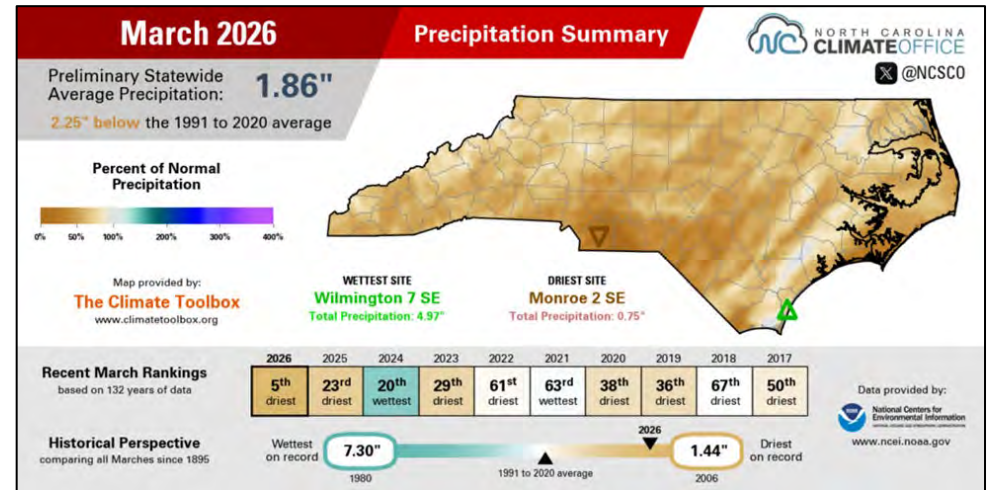 March 2026
Precipitation Summary
NORTH CAROLINA
CLIMATEOFFICE
@NCSCO
Preliminary Statewide
Average Precipitation:
1.86"
2.25" below the 1991 to 2020 average
Percent of Normal
Precipitation
0% 50% 100% 200% 300% 400%
Map provided by:
The Climate Toolbox
www.climatetoolbox.org
WETTEST SITE
Wilmington 7 SE
Total Precipitation: 4.97"
DRIEST SITE
Monroe 2 SE
Total Precipitation: 0.75"
Recent March Rankings
based on 132 years of data
2026 2025 2024 2023 2022 2021 2020 2019 2018 2017
5th 23rd 20th 29th 61st 63rd 38th 36th 67th 50th
driest driest wettest driest driest wettest driest driest driest driest
Data provided by:
National Centers for
Environmental Information
www.ncei.noaa.gov
Historical Perspective
comparing all Marches since 1895
Wettest
on record
7.30"
1980
2026
1991 to 2020 average
1.44"
2006
Driest
on record